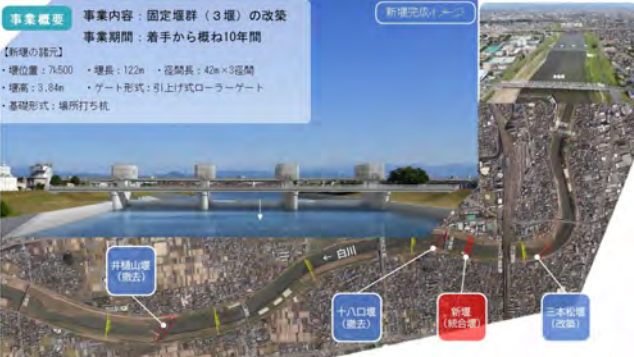 事業概要
事業内容：固定堰群（３堰）の改築
事業期間：着手から概ね10年間
新堰完成イメージ
【新堰の諸元】
・堰位置：7k500 ・堰長：122m ・径間長：42m×3径間
・堰高：3.84m ・ゲート形式：引上げ式ローラーゲート
・基礎形式：場所打ち杭
← 白川
井樋山堰
（撤去）
十八口堰
（撤去）
新堰
（統合堰）
三本松堰
（改築）